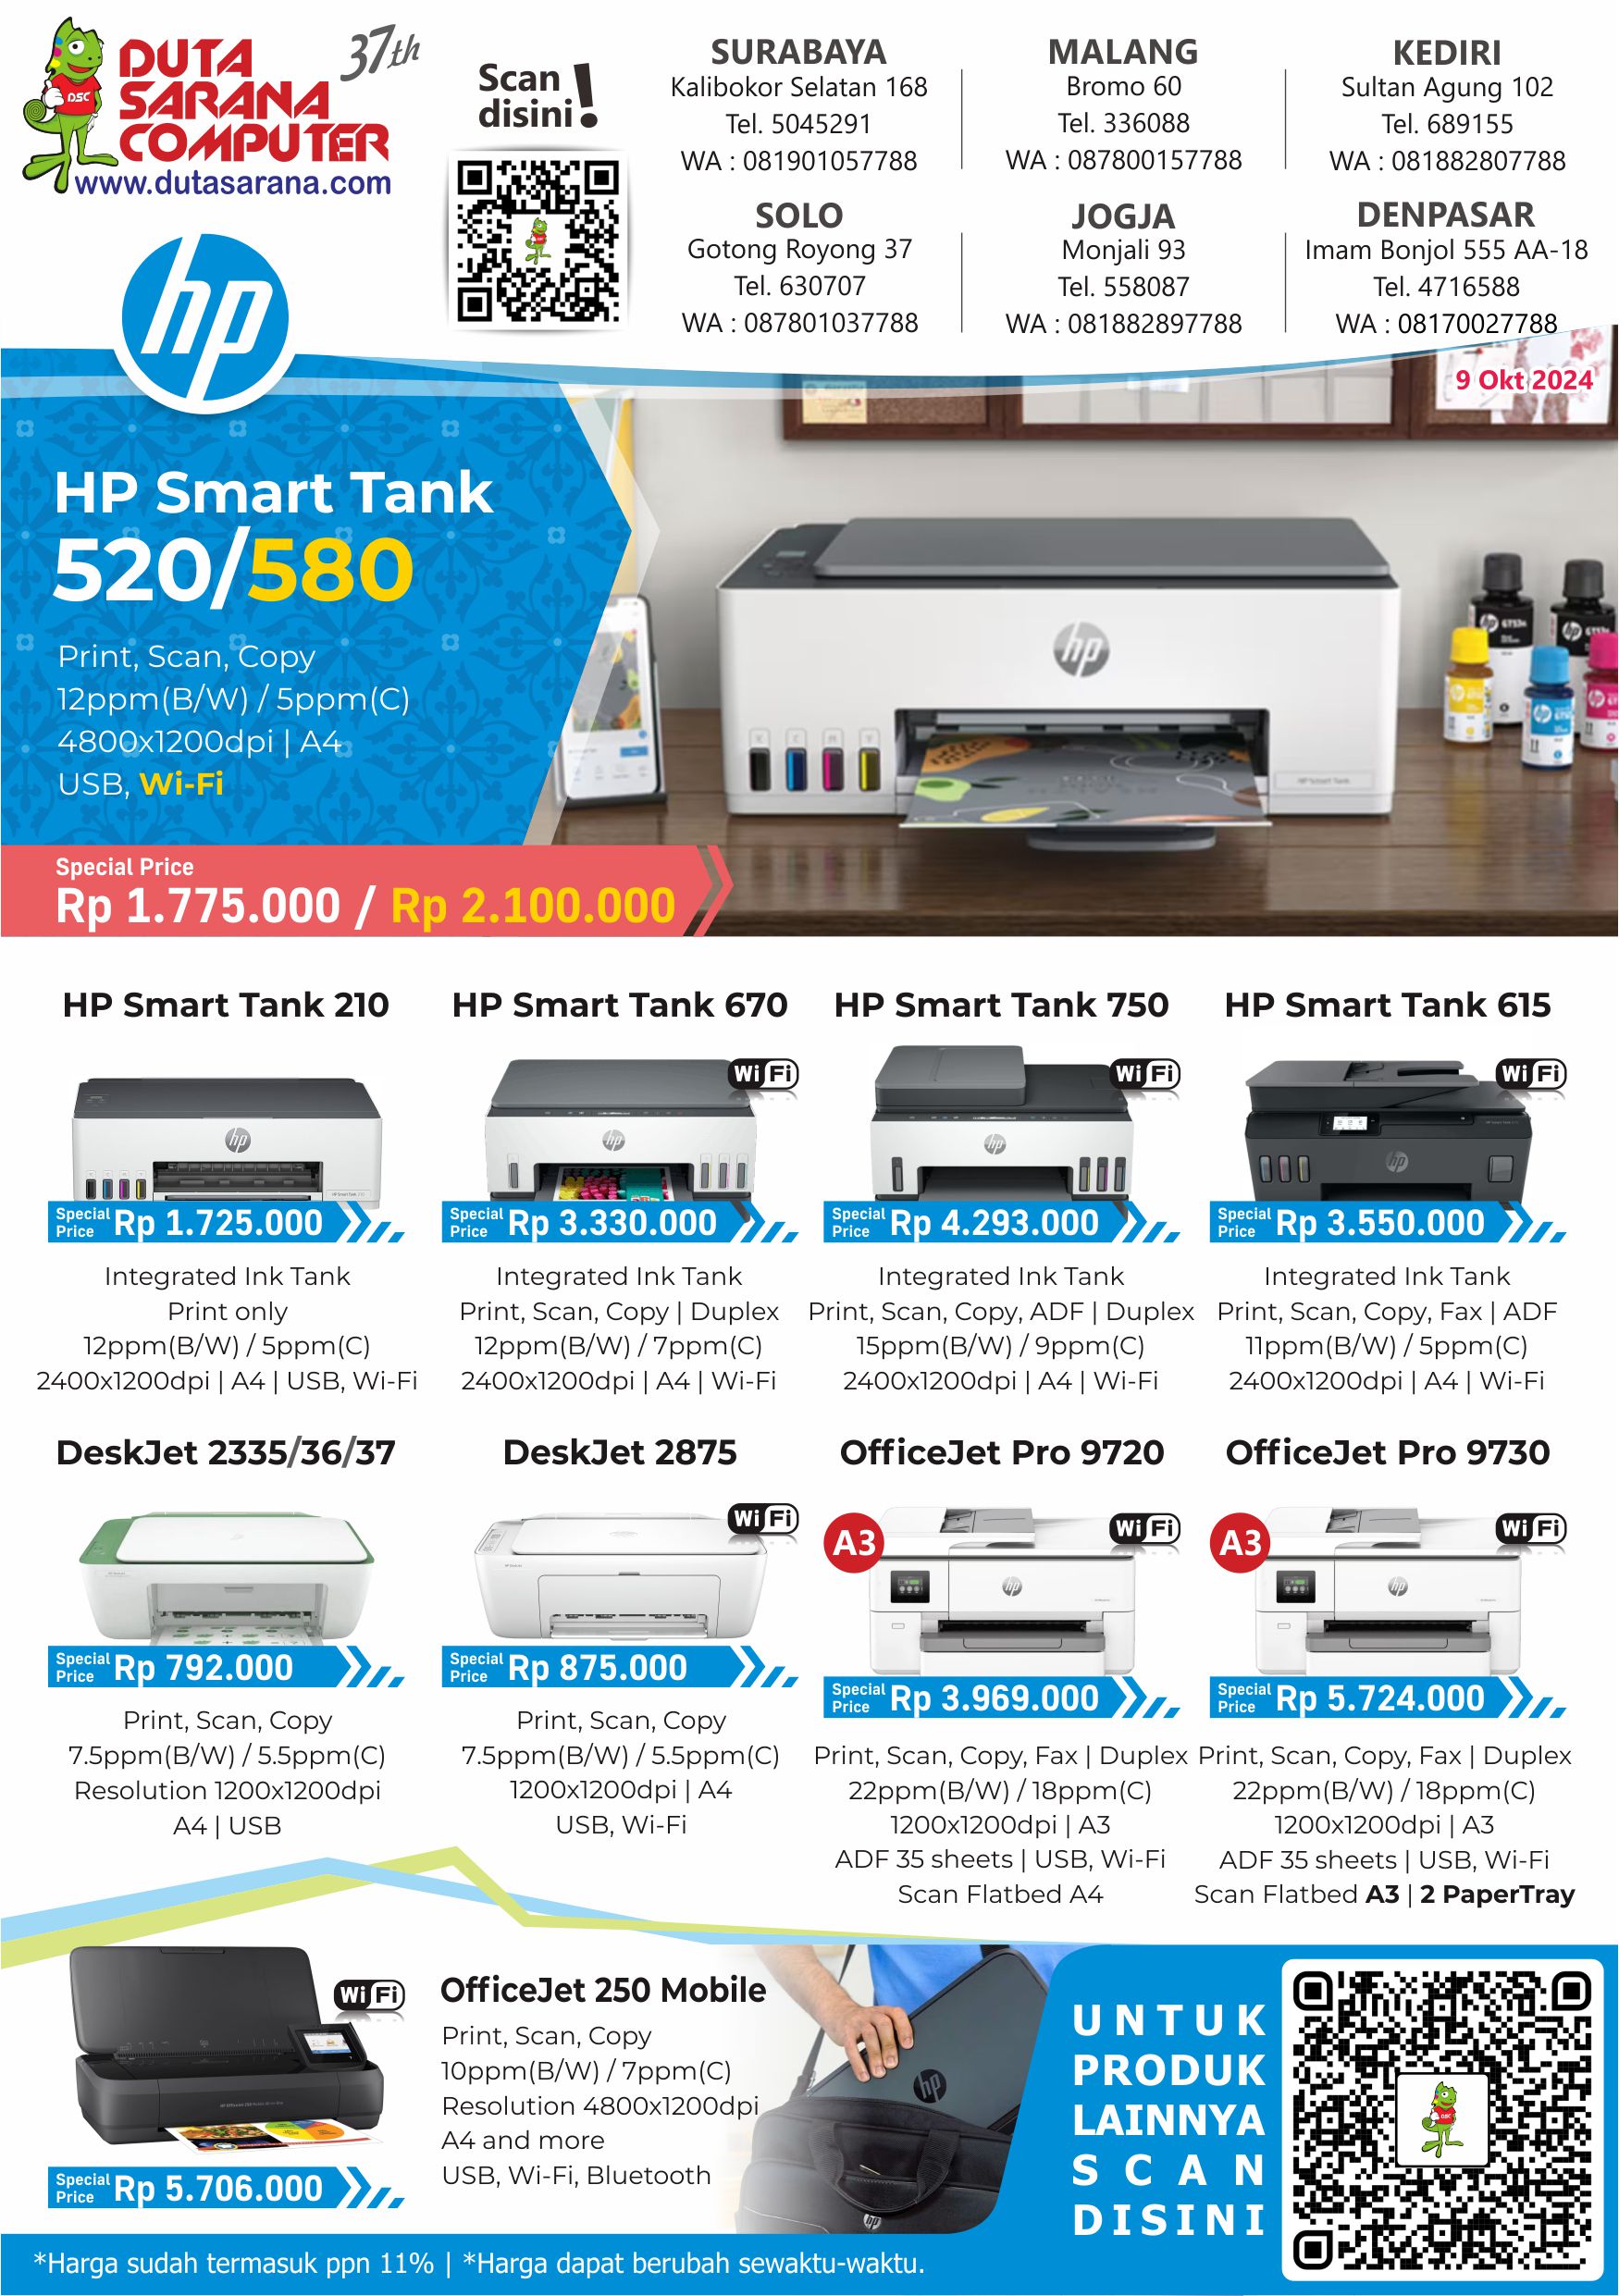 DUTA
SARANA
COMPUTER
37th
DSC
www.dutasarana.com
Scan
disini!
SURABAYA
Kalibokor Selatan 168
Tel. 5045291
WA : 081901057788
MALANG
Bromo 60
Tel. 336088
WA : 087800157788
KEDIRI
Sultan Agung 102
Tel. 689155
WA : 081882807788
SOLO
Gotong Royong 37
Tel. 630707
WA : 087801037788
JOGJA
Monjali 93
Tel. 558087
WA : 081882897788
DENPASAR
Imam Bonjol 555 AA-18
Tel. 4716588
WA : 08170027788
hp
9 Okt 2024
HP Smart Tank
520/580
Print, Scan, Copy
12ppm(B/W) / 5ppm(C)
4800x1200dpi | A4
USB, Wi-Fi
Special Price
Rp 1.775.000 / Rp 2.100.000
HP Smart Tank 210
Special Price Rp 1.725.000
Integrated Ink Tank
Print only
12ppm(B/W) / 5ppm(C)
2400x1200dpi | A4 | USB, Wi-Fi
HP Smart Tank 670
Wi Fi
Special Price Rp 3.330.000
Integrated Ink Tank
Print, Scan, Copy | Duplex
12ppm(B/W) / 7ppm(C)
2400x1200dpi | A4 | Wi-Fi
HP Smart Tank 750
Wi Fi
Special Price Rp 4.293.000
Integrated Ink Tank
Print, Scan, Copy, ADF | Duplex
15ppm(B/W) / 9ppm(C)
2400x1200dpi | A4 | Wi-Fi
HP Smart Tank 615
Wi Fi
Special Price Rp 3.550.000
Integrated Ink Tank
Print, Scan, Copy, Fax | ADF
11ppm(B/W) / 5ppm(C)
2400x1200dpi | A4 | Wi-Fi
DeskJet 2335/36/37
Special Price Rp 792.000
Print, Scan, Copy
7.5ppm(B/W) / 5.5ppm(C)
Resolution 1200x1200dpi
A4 | USB
DeskJet 2875
Wi Fi
Special Price Rp 875.000
Print, Scan, Copy
7.5ppm(B/W) / 5.5ppm(C)
1200x1200dpi | A4
USB, Wi-Fi
OfficeJet Pro 9720
A3
Wi Fi
Special Price Rp 3.969.000
Print, Scan, Copy, Fax | Duplex
22ppm(B/W) / 18ppm(C)
1200x1200dpi | A3
ADF 35 sheets | USB, Wi-Fi
Scan Flatbed A4
OfficeJet Pro 9730
A3
Wi Fi
Special Price Rp 5.724.000
Print, Scan, Copy, Fax | Duplex
22ppm(B/W) / 18ppm(C)
1200x1200dpi | A3
ADF 35 sheets | USB, Wi-Fi
Scan Flatbed A3 | 2 PaperTray
Wi Fi
Special Price Rp 5.706.000
OfficeJet 250 Mobile
Print, Scan, Copy
10ppm(B/W) / 7ppm(C)
Resolution 4800x1200dpi
A4 and more
USB, Wi-Fi, Bluetooth
UNTUK
PRODUK
LAINNYA
SCAN
DISINI
*Harga sudah termasuk ppn 11% | *Harga dapat berubah sewaktu-waktu.